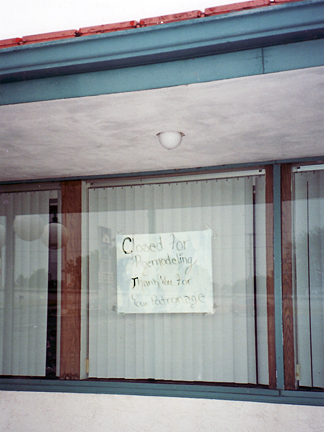 Closed for
Remodeling
Thank You for
Your Patronage